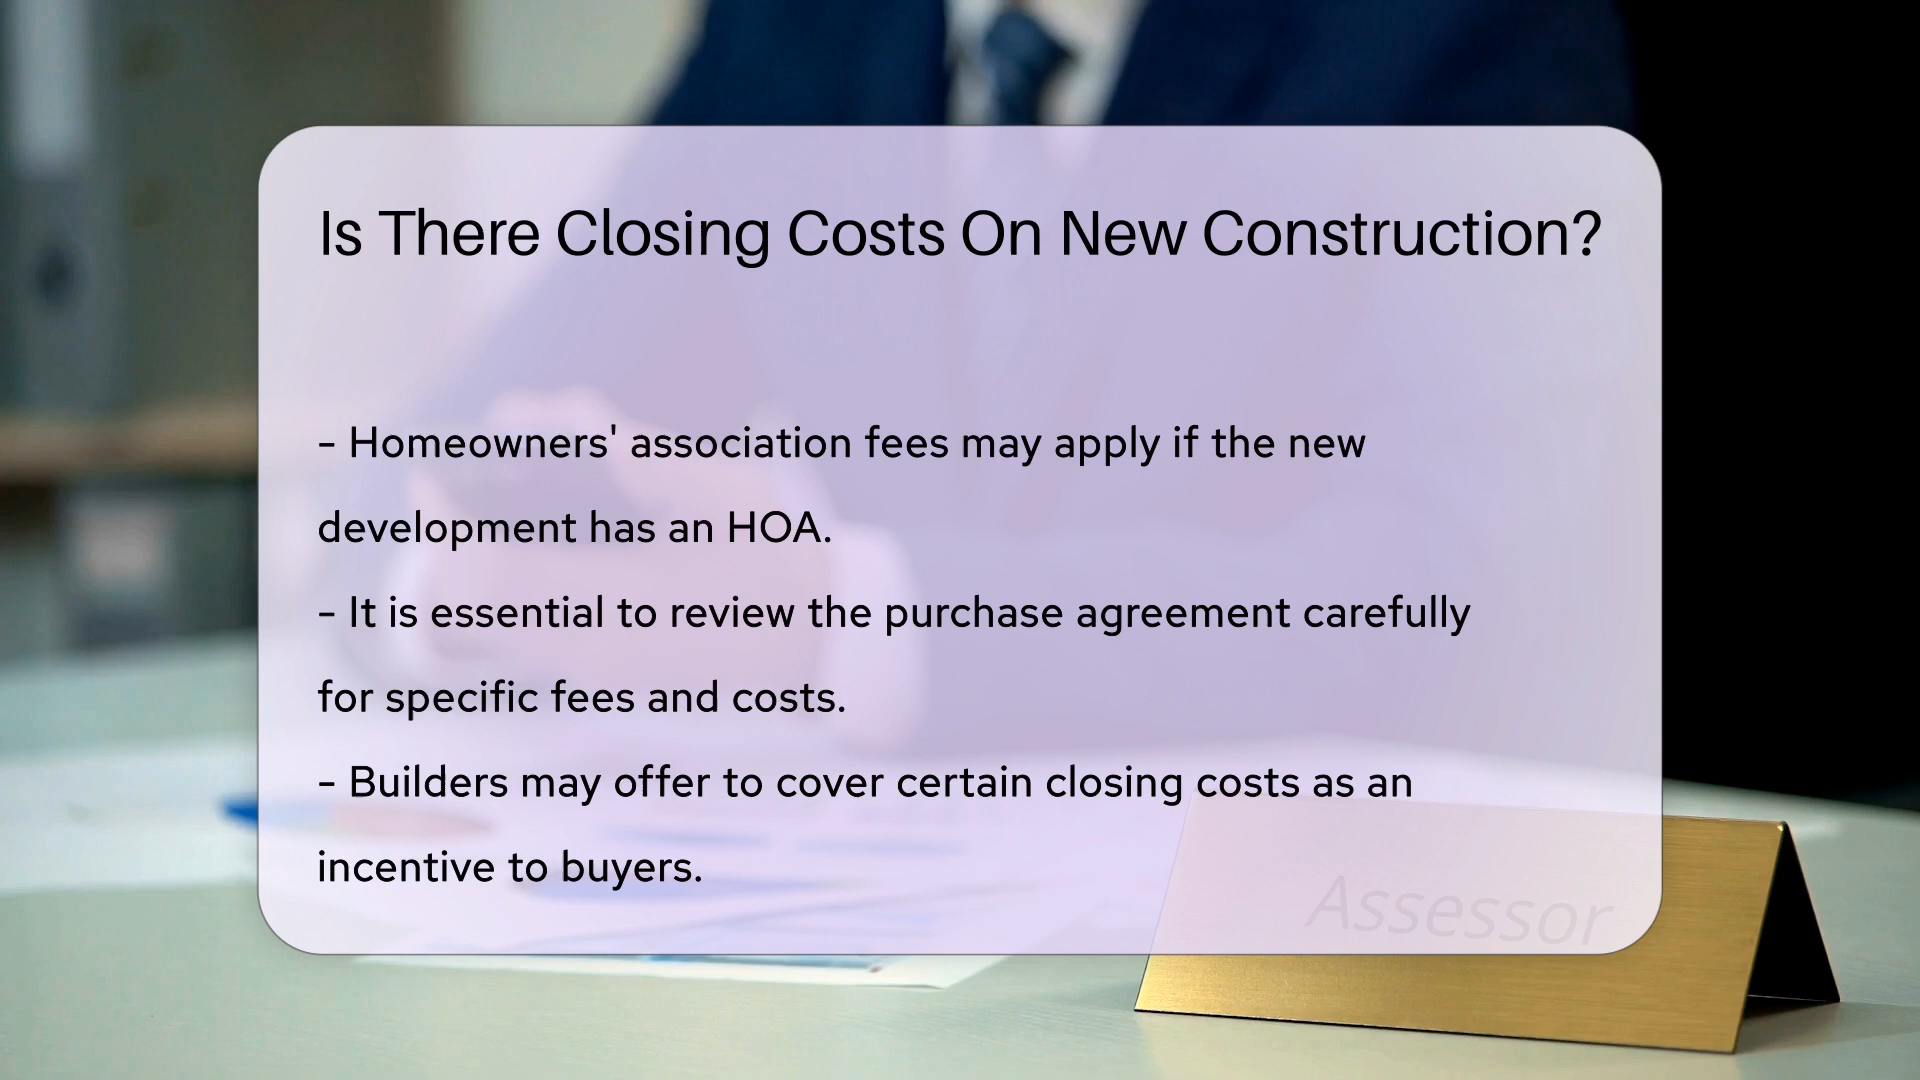 Is There Closing Costs On New Construction?
- Homeowners' association fees may apply if the new
development has an HOA.
- It is essential to review the purchase agreement carefully
for specific fees and costs.
- Builders may offer to cover certain closing costs as an
incentive to buyers.
Assessor